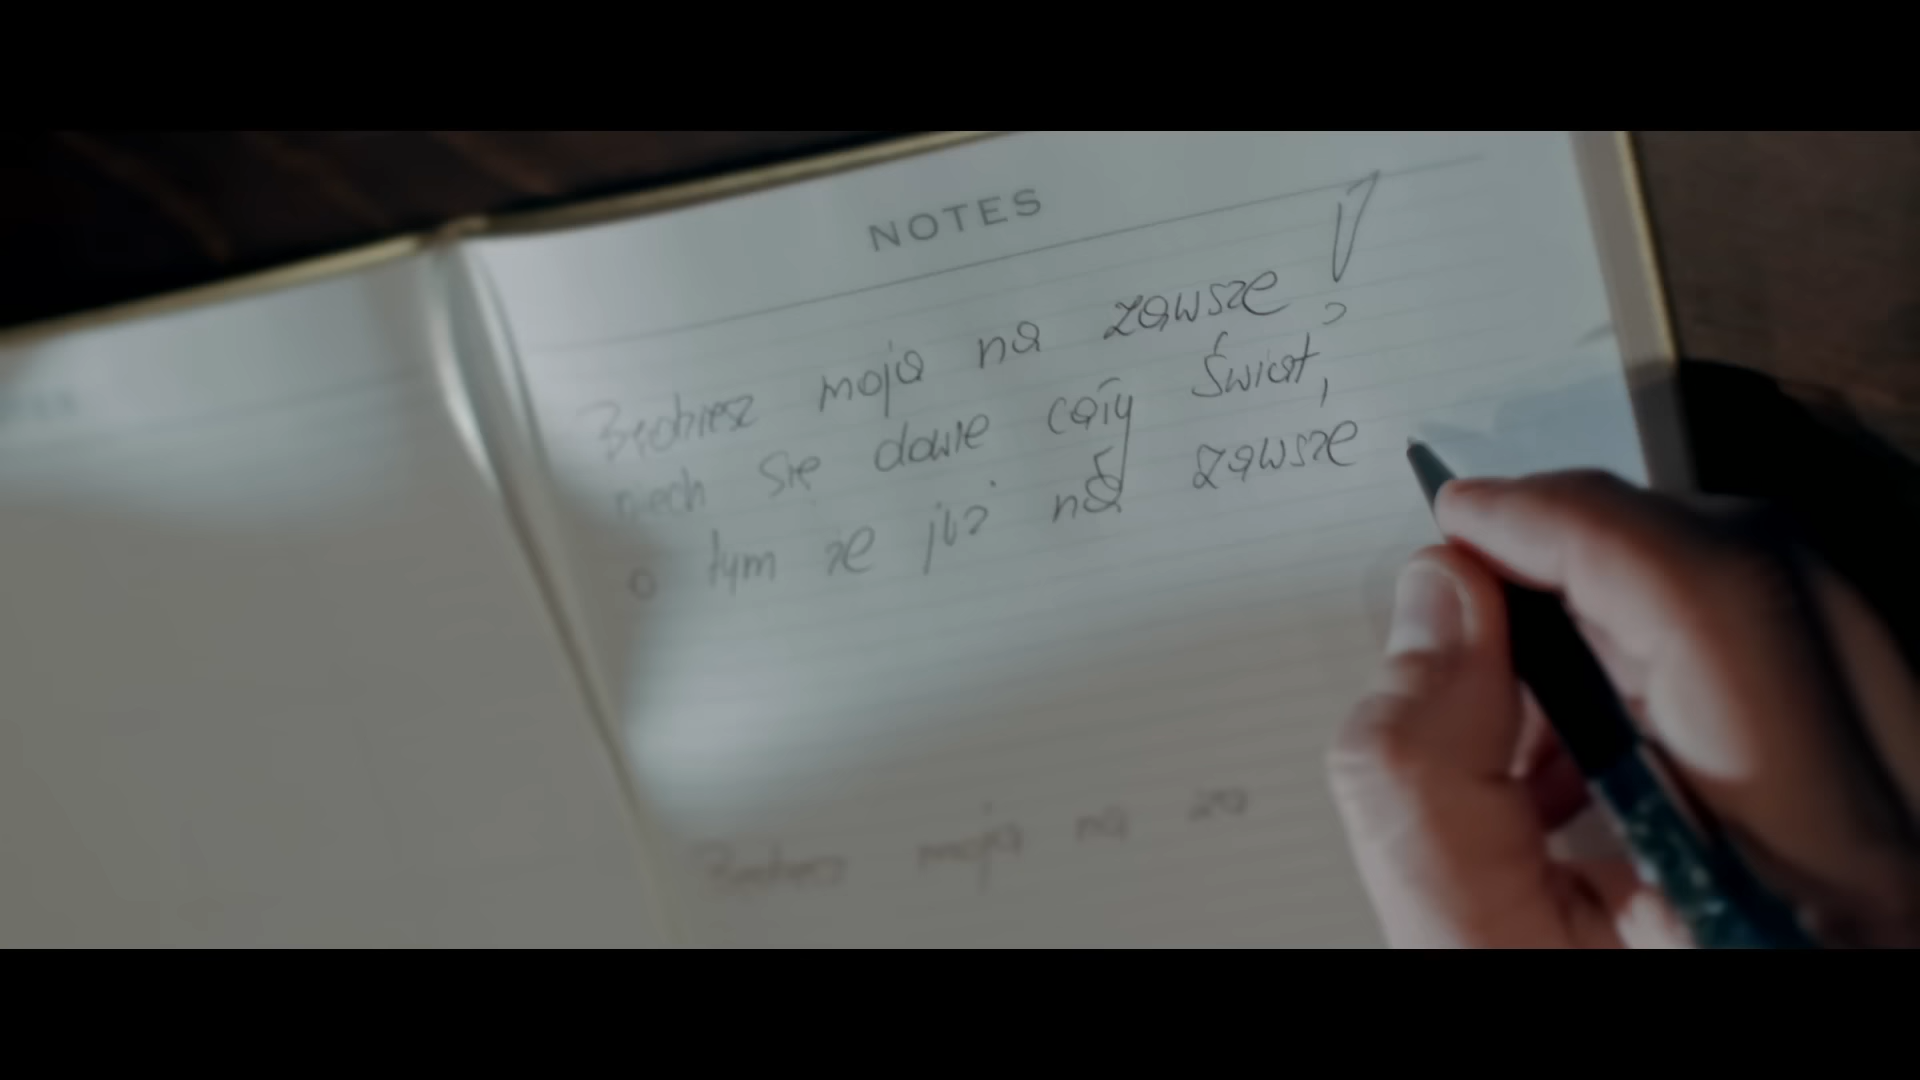 NOTES
Będziesz moja na zawsze!
niech się dowie cały świat,
o tym że już na zawsze
Będziesz moja na za